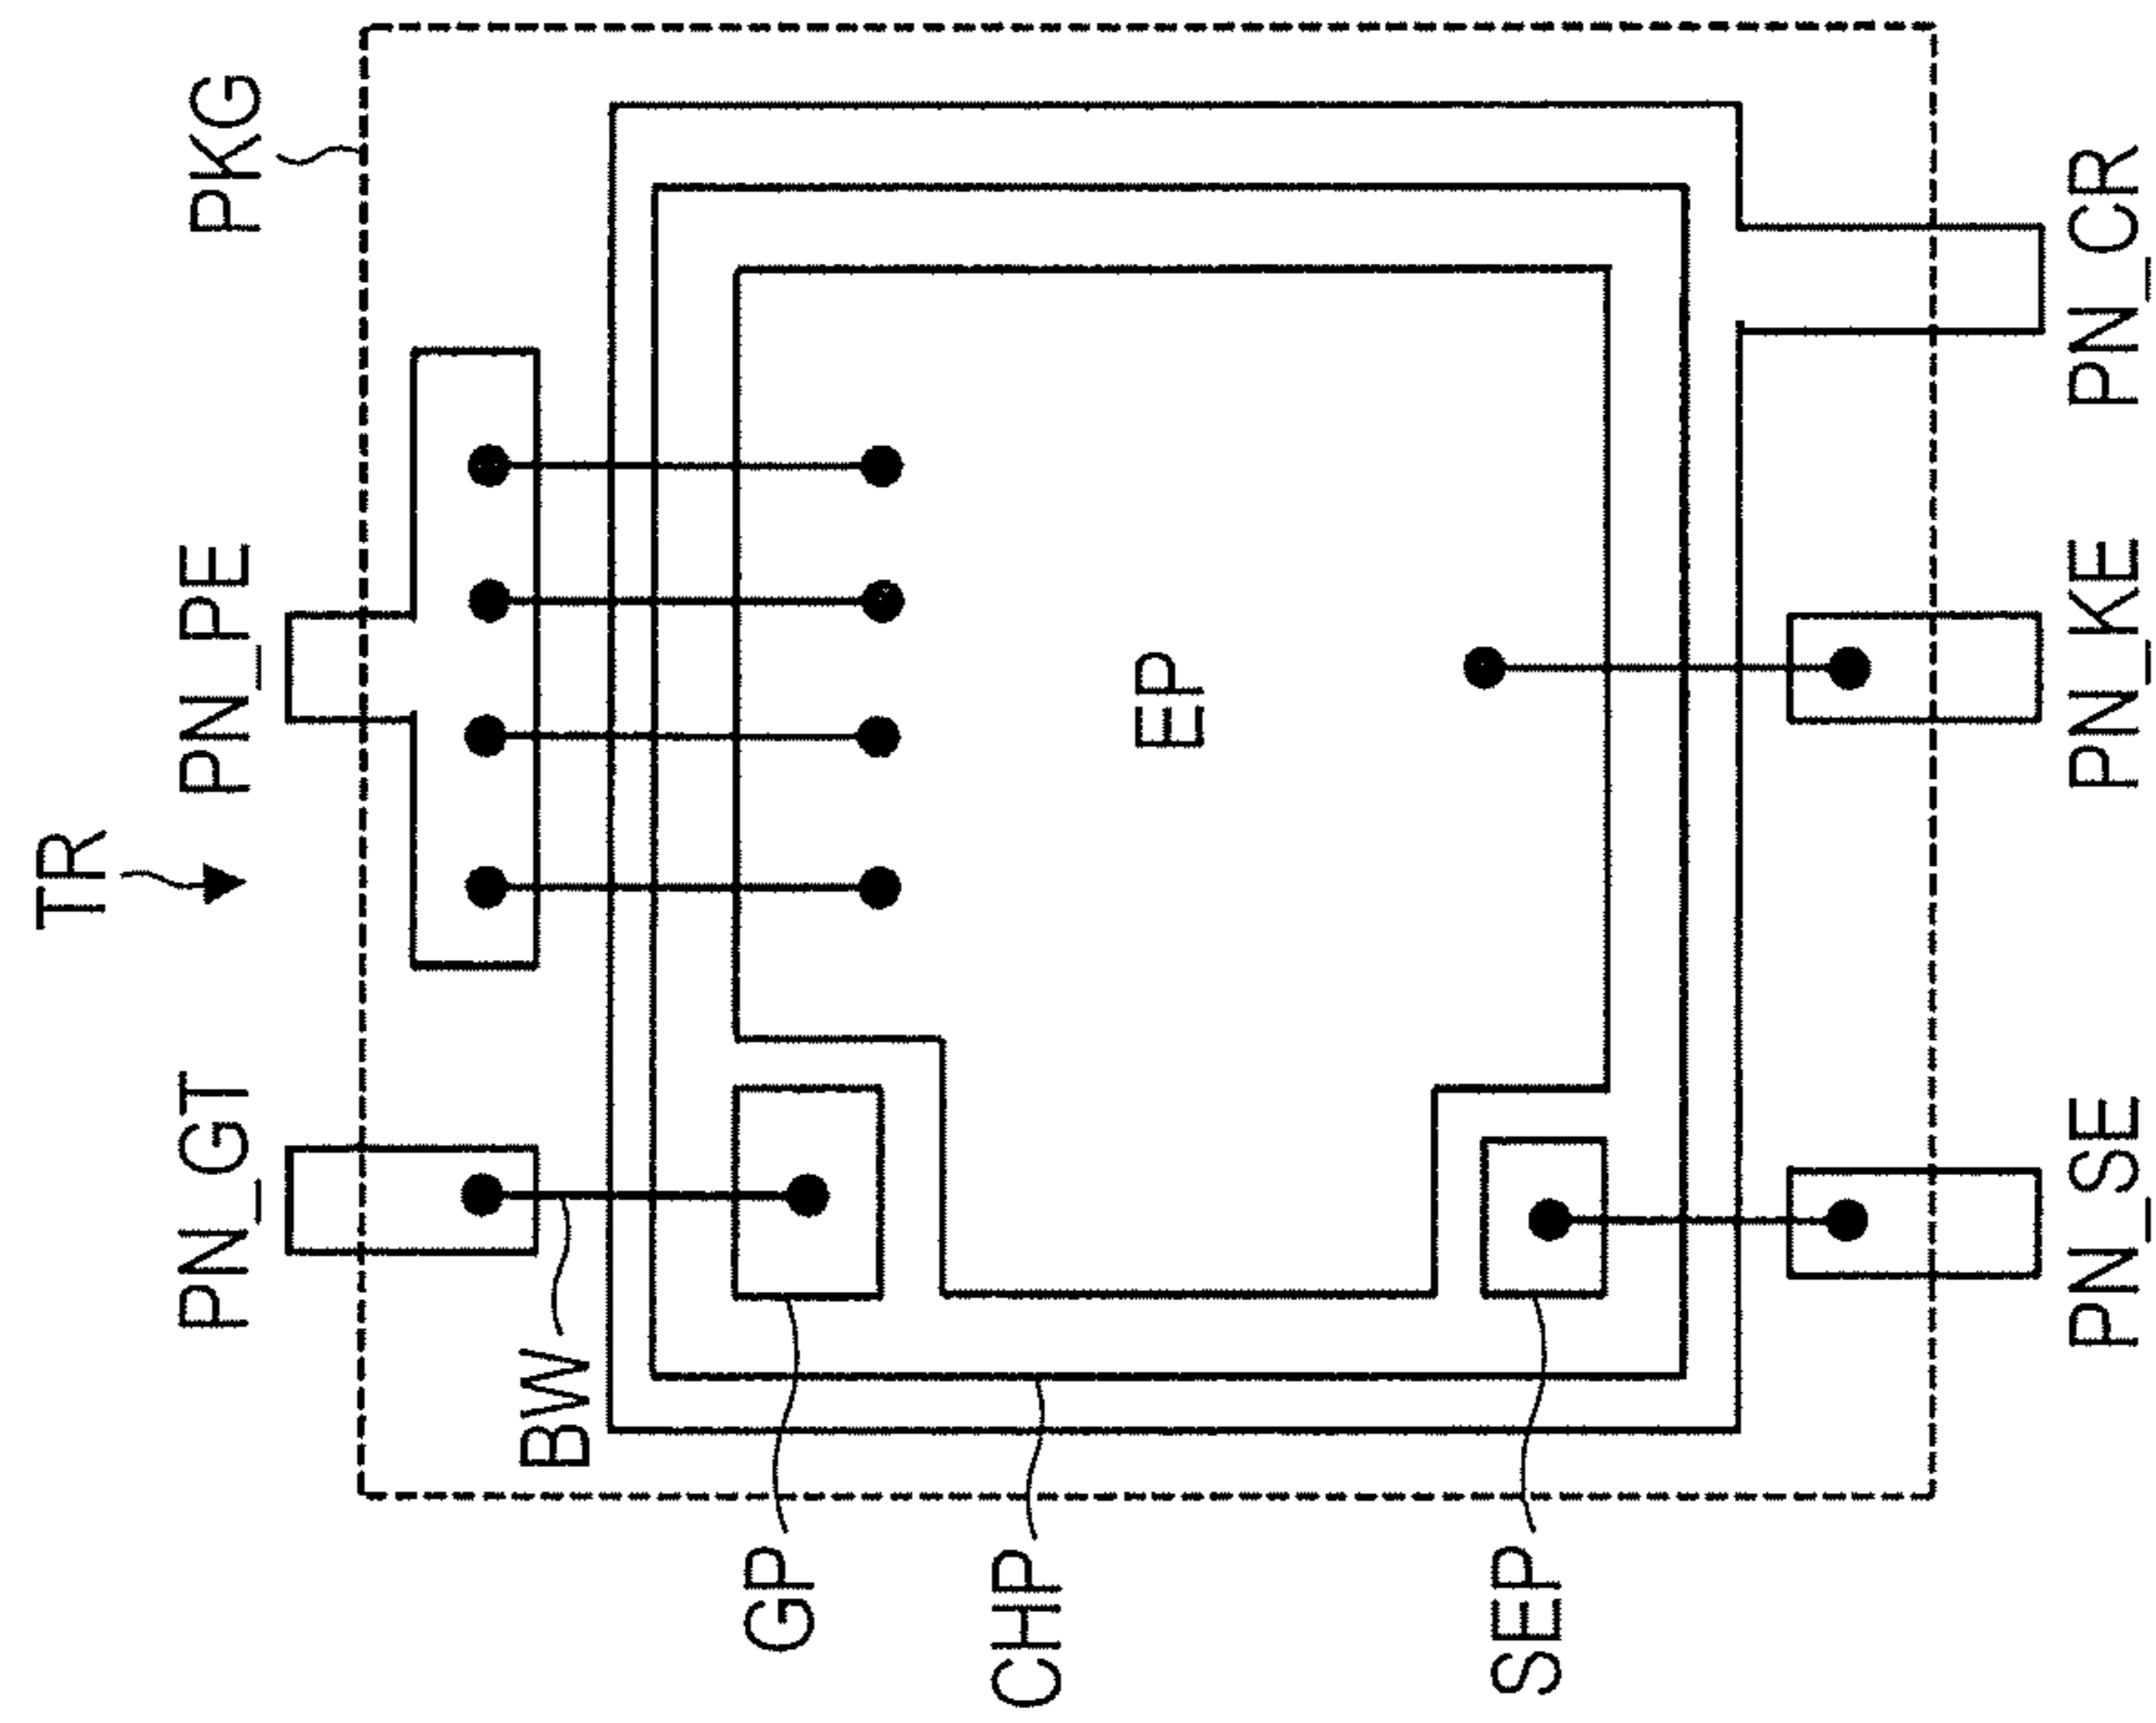 TR
PN_GT
PN_PE
PKG
BW
GP
CHP
EP
SEP
PN_SE
PN_KE
PN_CR